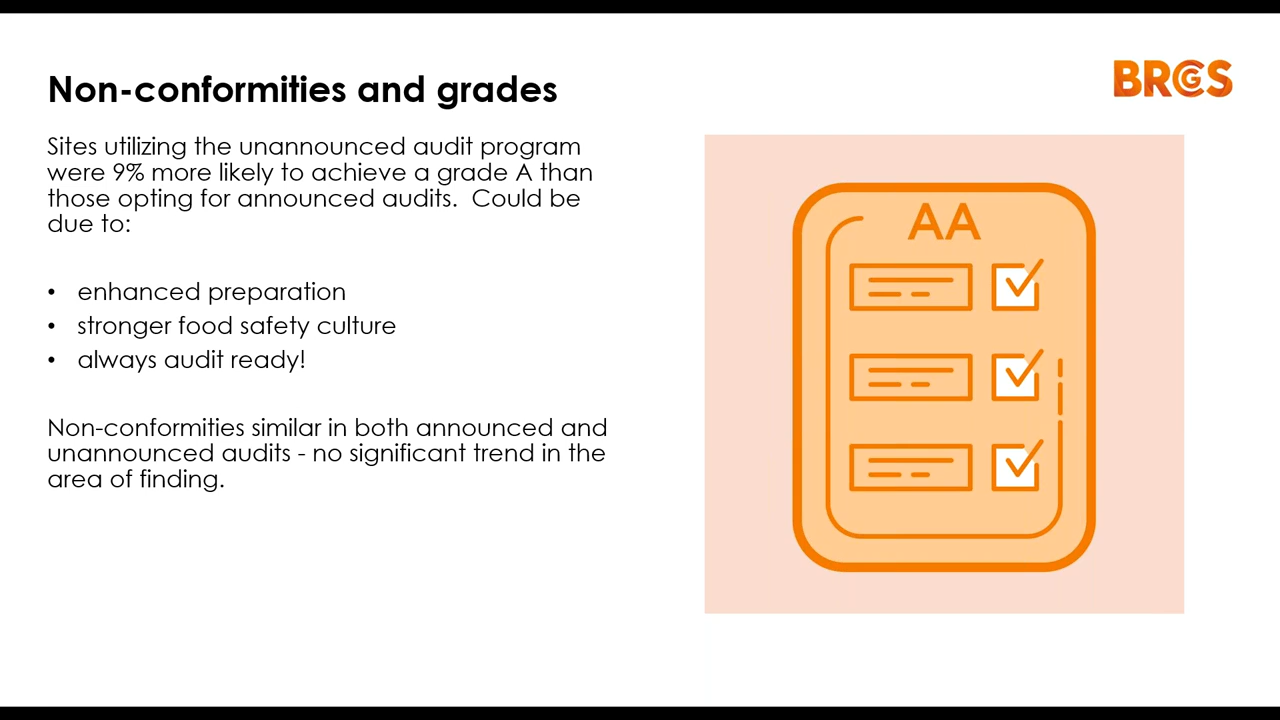 Non-conformities and grades
BRCGS
Sites utilizing the unannounced audit program
were 9% more likely to achieve a grade A than
those opting for announced audits.  Could be
due to:
• enhanced preparation
• stronger food safety culture
• always audit ready!
Non-conformities similar in both announced and
unannounced audits - no significant trend in the
area of finding.
AA